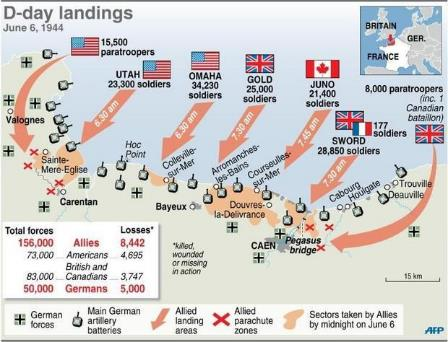 D-day landings
June 6, 1944
15,500
paratroopers
UTAH
23,300
soldiers
OMAHA
34,230
soldiers
GOLD
25,000
soldiers
JUNO
21,400
soldiers
BRITAIN
GER.
FRANCE
8,000 paratroopers
(inc. 1
Canadian
bataillon)
177
soldiers
SWORD
28,850 soldiers
6.30 am
6.30 am
7.30 am
7.45 am
7.30 am
Valognes
Sainte-
Mere-Eglise
Carentan
Hoc
Point
Colleville-
sur-Mer
Arromanches-
les-Bains
Courseulles-
sur-Mer
Bayeux
Douvres-
la-Delivrance
CAEN
Pegasus
bridge
Cabourg
Houlgate
Trouville
Deauville
Total forces Losses*
156,000 Allies 8,442
73,000 Americans 4,695
British and
83,000 Canadians 3,747
50,000 Germans 5,000
*killed,
wounded
or missing
in action
15 km
German
forces
Main German
artillery
batteries
Allied
landing
areas
Allied
parachute
zones
Sectors taken by Allies
by midnight on June 6
AFP